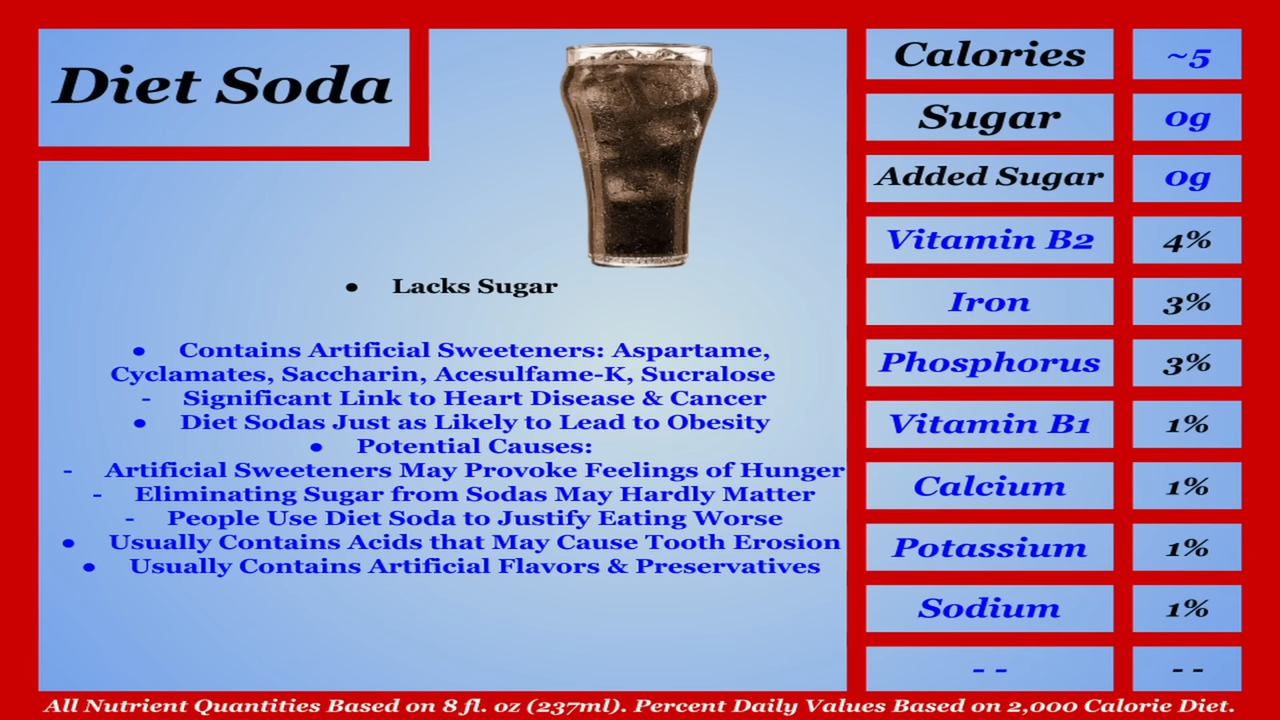 Diet Soda
● Lacks Sugar
● Contains Artificial Sweeteners: Aspartame,
Cyclamates, Saccharin, Acesulfame-K, Sucralose
- Significant Link to Heart Disease & Cancer
● Diet Sodas Just as Likely to Lead to Obesity
● Potential Causes:
- Artificial Sweeteners May Provoke Feelings of Hunger
- Eliminating Sugar from Sodas May Hardly Matter
- People Use Diet Soda to Justify Eating Worse
● Usually Contains Acids that May Cause Tooth Erosion
● Usually Contains Artificial Flavors & Preservatives
Calories ~5
Sugar 0g
Added Sugar 0g
Vitamin B2 4%
Iron 3%
Phosphorus 3%
Vitamin B1 1%
Calcium 1%
Potassium 1%
Sodium 1%
- - - -
All Nutrient Quantities Based on 8 fl. oz (237ml). Percent Daily Values Based on 2,000 Calorie Diet.